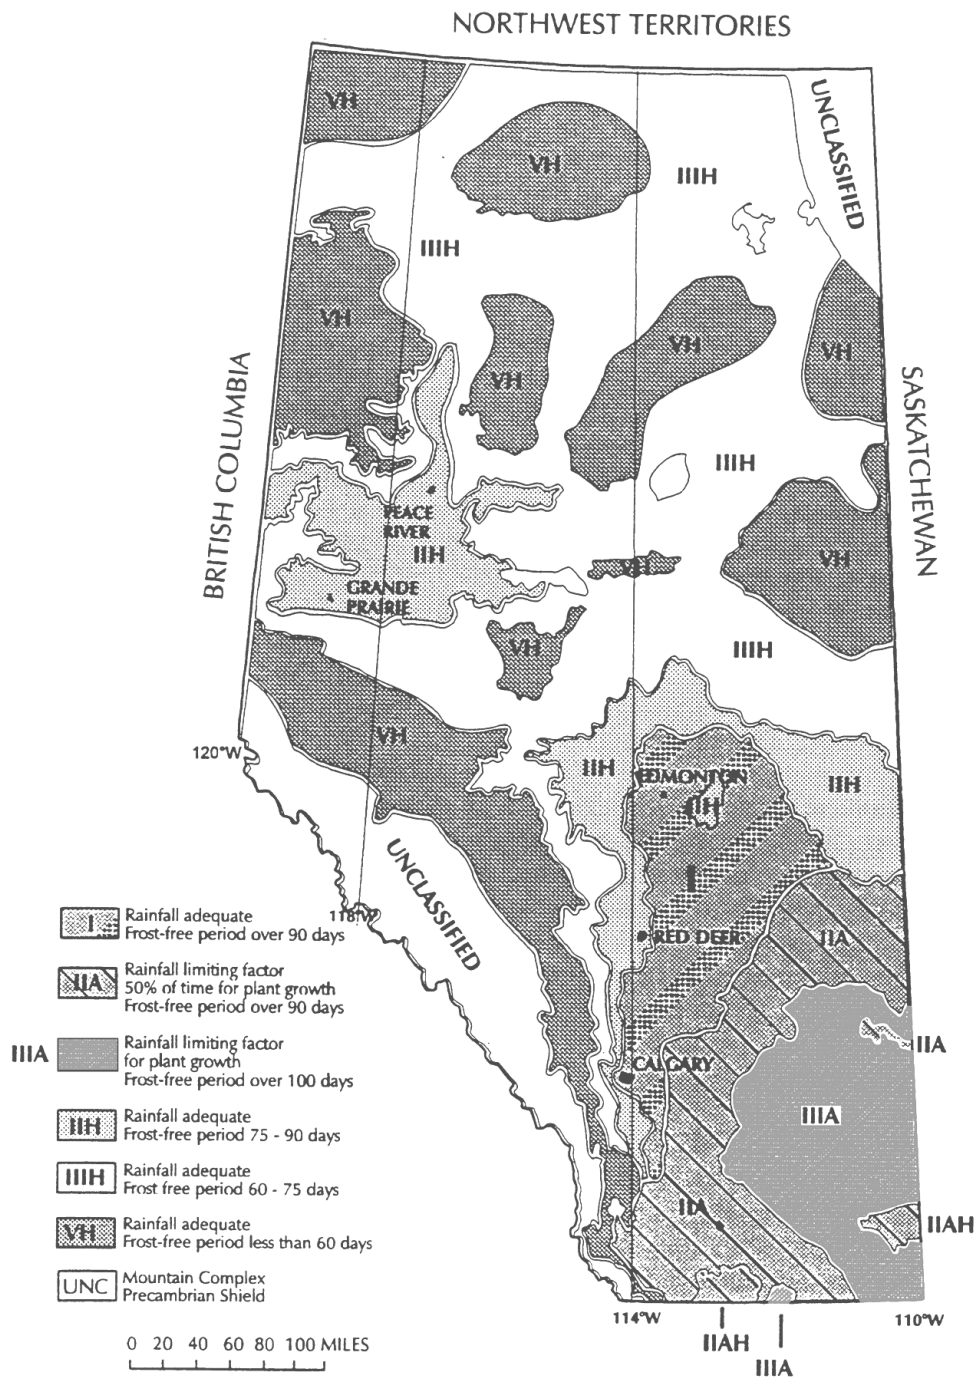 NORTHWEST TERRITORIES
VH
UNCLASSIFIED
VH
IIIH
IIIH
VH
VH
VH
VH
BRITISH COLUMBIA
SASKATCHEWAN
IIIH
PEACE
RIVER
IIH
VH
VH
GRANDE
PRAIRIE
VH
IIIH
VH
120°W
IIH
EDMONTON
IIH
IIH
UNCLASSIFIED
I
118°W
RED DEER
IIA
I
Rainfall adequate
Frost-free period over 90 days
IIA
Rainfall limiting factor
50% of time for plant growth
Frost-free period over 90 days
IIIA
Rainfall limiting factor
for plant growth
Frost-free period over 100 days
IIH
Rainfall adequate
Frost-free period 75 - 90 days
IIIH
Rainfall adequate
Frost free period 60 - 75 days
VH
Rainfall adequate
Frost-free period less than 60 days
UNC
Mountain Complex
Precambrian Shield
CALGARY
IIA
IIIA
IIA
IIAH
114°W
110°W
IIAH
IIIA
0 20 40 60 80 100 MILES